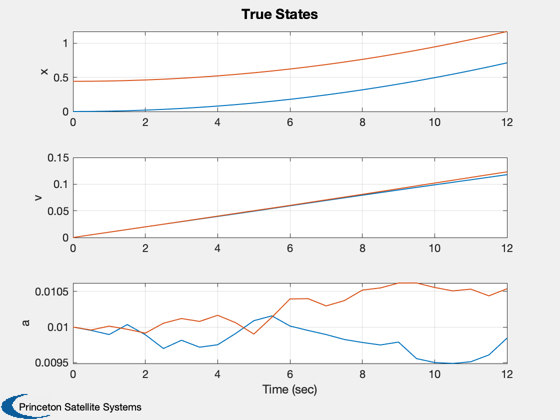 True States
1
0.5
0
x
0 2 4 6 8 10 12
0.15
0.1
0.05
0
v
0 2 4 6 8 10 12
0.0105
0.01
0.0095
a
0 2 4 6 8 10 12
Time (sec)
Princeton Satellite Systems